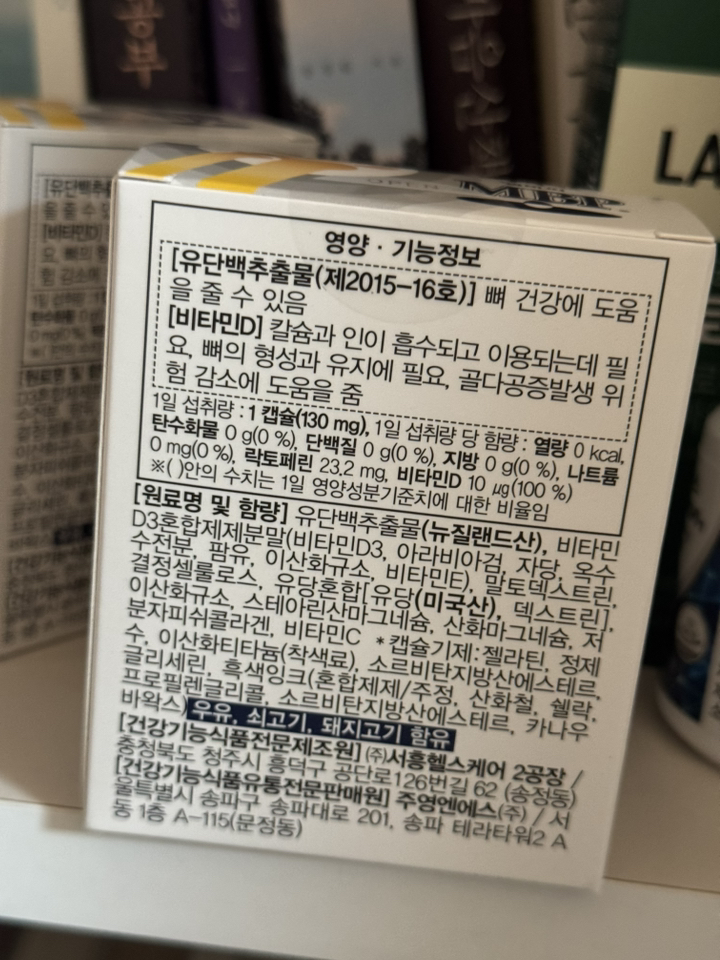 공부
마음산책
LA
영양 · 기능정보
[유단백추출물(제2015-16호)] 뼈 건강에 도움
을 줄 수 있음
[비타민D] 칼슘과 인이 흡수되고 이용되는데 필
요, 뼈의 형성과 유지에 필요, 골다공증발생 위
험 감소에 도움을 줌
1일 섭취량 : 1 캡슐(130 mg), 1일 섭취량 당 함량 : 열량 0 kcal,
탄수화물 0 g(0 %), 단백질 0 g(0 %), 지방 0 g(0 %), 나트륨
0 mg(0 %), 락토페린 23.2 mg, 비타민D 10 ㎍(100 %)
※( )안의 수치는 1일 영양성분기준치에 대한 비율임
[원료명 및 함량] 유단백추출물(뉴질랜드산), 비타민
D3혼합제제분말(비타민D3, 아라비아검, 자당, 옥수
수전분, 팜유, 이산화규소, 비타민E), 말토덱스트린,
결정셀룰로스, 유당혼합[유당(미국산), 덱스트린],
이산화규소, 스테아린산마그네슘, 산화마그네슘, 저
분자피쉬콜라겐, 비타민C *캡슐기제:젤라틴, 정제
수, 이산화티타늄(착색료), 소르비탄지방산에스테르,
글리세린, 흑색잉크(혼합제제/주정, 산화철, 쉘락,
프로필렌글리콜, 소르비탄지방산에스테르, 카나우
바왁스) 우유, 쇠고기, 돼지고기 함유
[건강기능식품전문제조원] (주)서흥헬스케어 2공장 /
충청북도 청주시 흥덕구 공단로126번길 62 (송정동)
[건강기능식품유통전문판매원] 주영엔에스(주) / 서
울특별시 송파구 송파대로 201, 송파 테라타워2 A
동 1층 A-115(문정동)